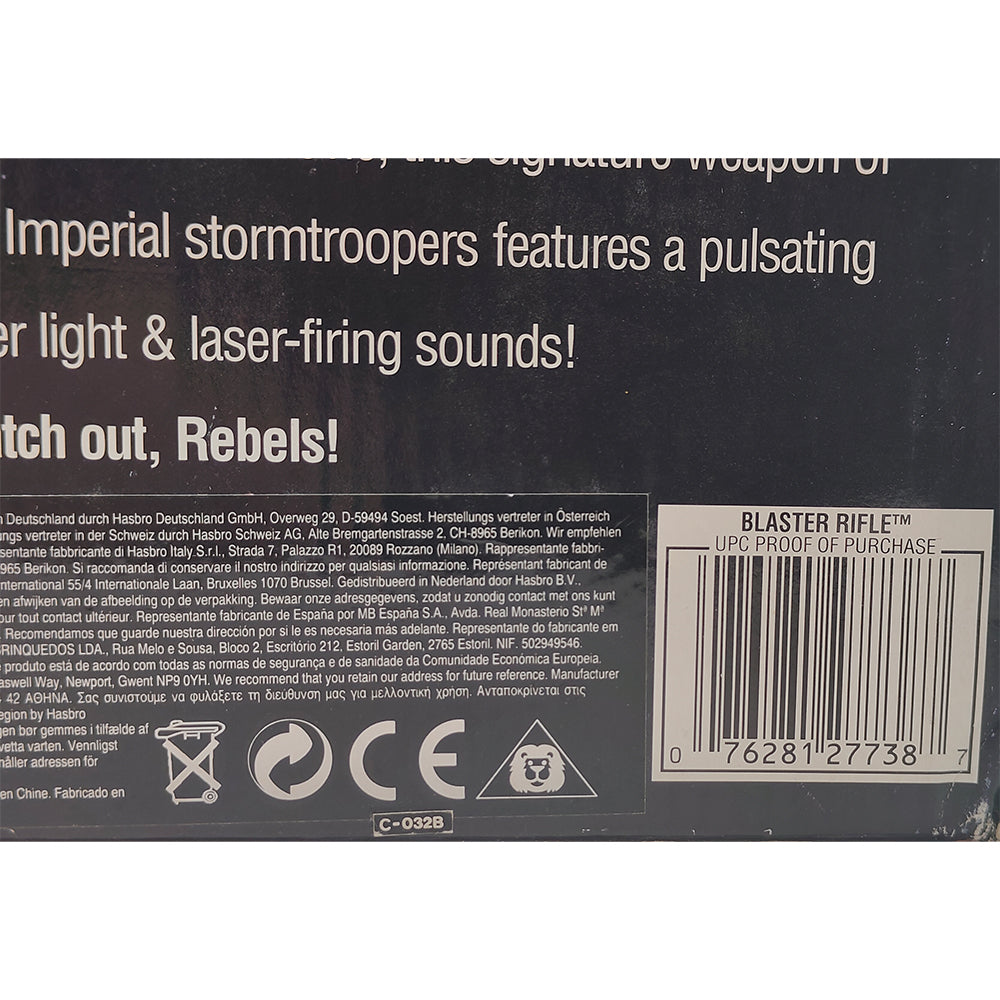 this signature weapon of
Imperial stormtroopers features a pulsating
er light & laser-firing sounds!
tch out, Rebels!
Deutschland durch Hasbro Deutschland GmbH, Overweg 29, D-59494 Soest. Herstellungs vertreter in Österreich
ngs vertreter in der Schweiz durch Hasbro Schweiz AG, Alte Bremgartenstrasse 2, CH-8965 Berikon. Wir empfehlen
sentante fabbricante di Hasbro Italy.S.r.l., Strada 7, Palazzo R1, 20089 Rozzano (Milano). Rappresentante fabbri-
965 Berikon. Si raccomanda di conservare il nostro indirizzo per qualsiasi informazione. Représentant fabricant de
nternational 55/4 Internationale Laan, Bruxelles 1070 Brussel. Gedistribueerd in Nederland door Hasbro B.V.,
en afwijken van de afbeelding op de verpakking. Bewaar onze adresgegevens, zodat u zonodig contact met ons kunt
our tout contact ultérieur. Representante fabricante de España por MB España S.A., Avda. Real Monasterio Stª Mª
. Recomendamos que guarde nuestra dirección por si le es necesaria más adelante. Representante do fabricante em
BRINQUEDOS LDA., Rua Melo e Sousa, Bloco 2, Escritório 212, Estoril Garden, 2765 Estoril. NIF. 502949546.
produto está de acordo com todas as normas de segurança e de sanidade da Comunidade Económica Europeia.
aswell Way, Newport, Gwent NP9 0YH. We recommend that you retain our address for future reference. Manufacturer
42 ΑΘΗΝΑ. Σας συνιστούμε να φυλάξετε τη διεύθυνση μας για μελλοντική χρήση. Ανταποκρίνεται στις
egion by Hasbro
gen bør gemmes i tilfælde af
vetta varten. Vennligst
håller adressen för
en Chine. Fabricado en
CE
C-032B
BLASTER RIFLE™
UPC PROOF OF PURCHASE
0 76281 27738 7